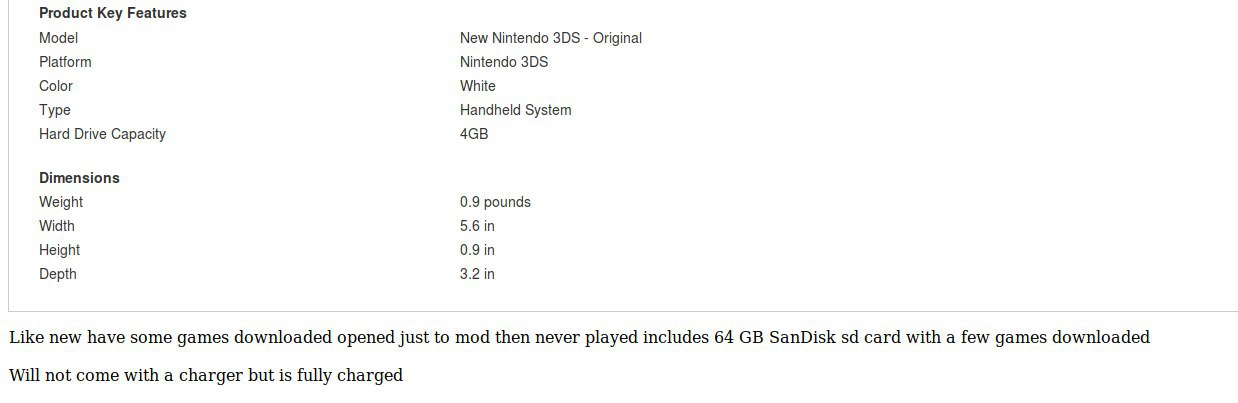 Product Key Features
Model New Nintendo 3DS - Original
Platform Nintendo 3DS
Color White
Type Handheld System
Hard Drive Capacity 4GB
Dimensions
Weight 0.9 pounds
Width 5.6 in
Height 0.9 in
Depth 3.2 in
Like new have some games downloaded opened just to mod then never played includes 64 GB SanDisk sd card with a few games downloaded
Will not come with a charger but is fully charged